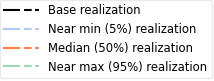 Base realization
Near min (5%) realization
Median (50%) realization
Near max (95%) realization